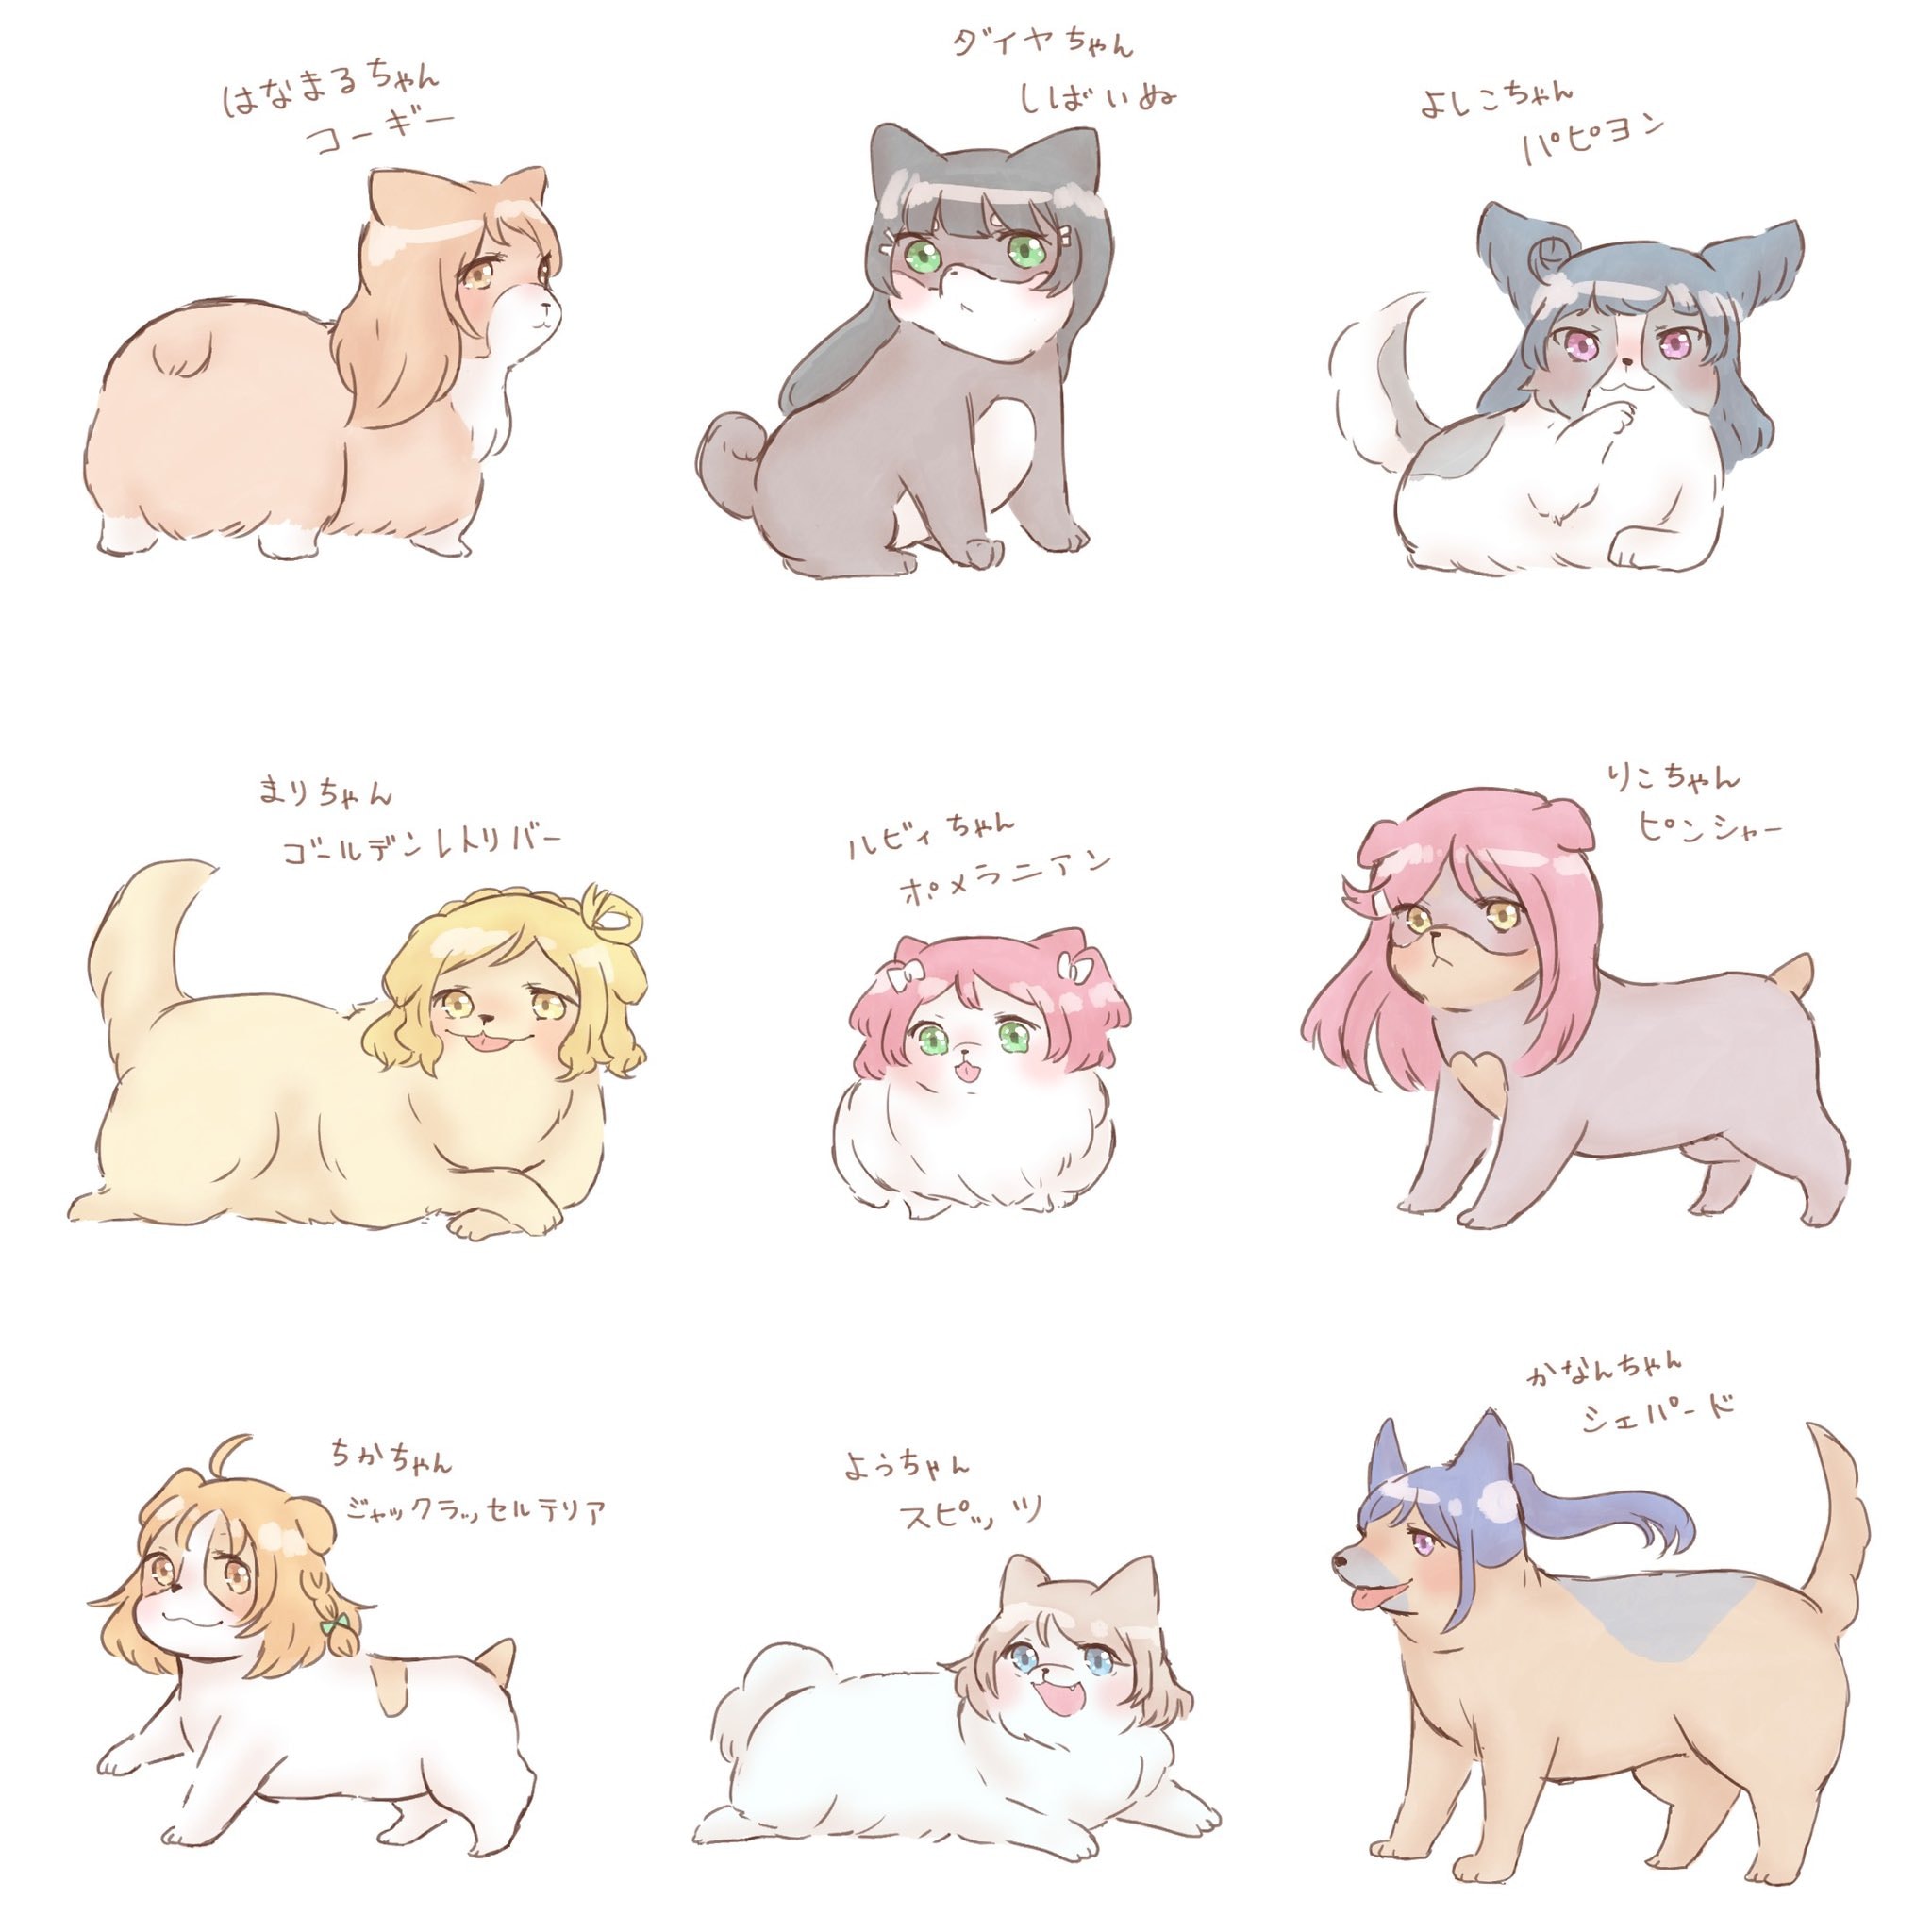 はなまるちゃん
コーギー
ダイヤちゃん
しばいぬ
よしこちゃん
パピヨン
まりちゃん
ゴールデンレトリバー
ルビィちゃん
ポメラニアン
りこちゃん
ピンシャー
ちかちゃん
ジャックラッセルテリア
ようちゃん
スピッツ
かなんちゃん
シェパード